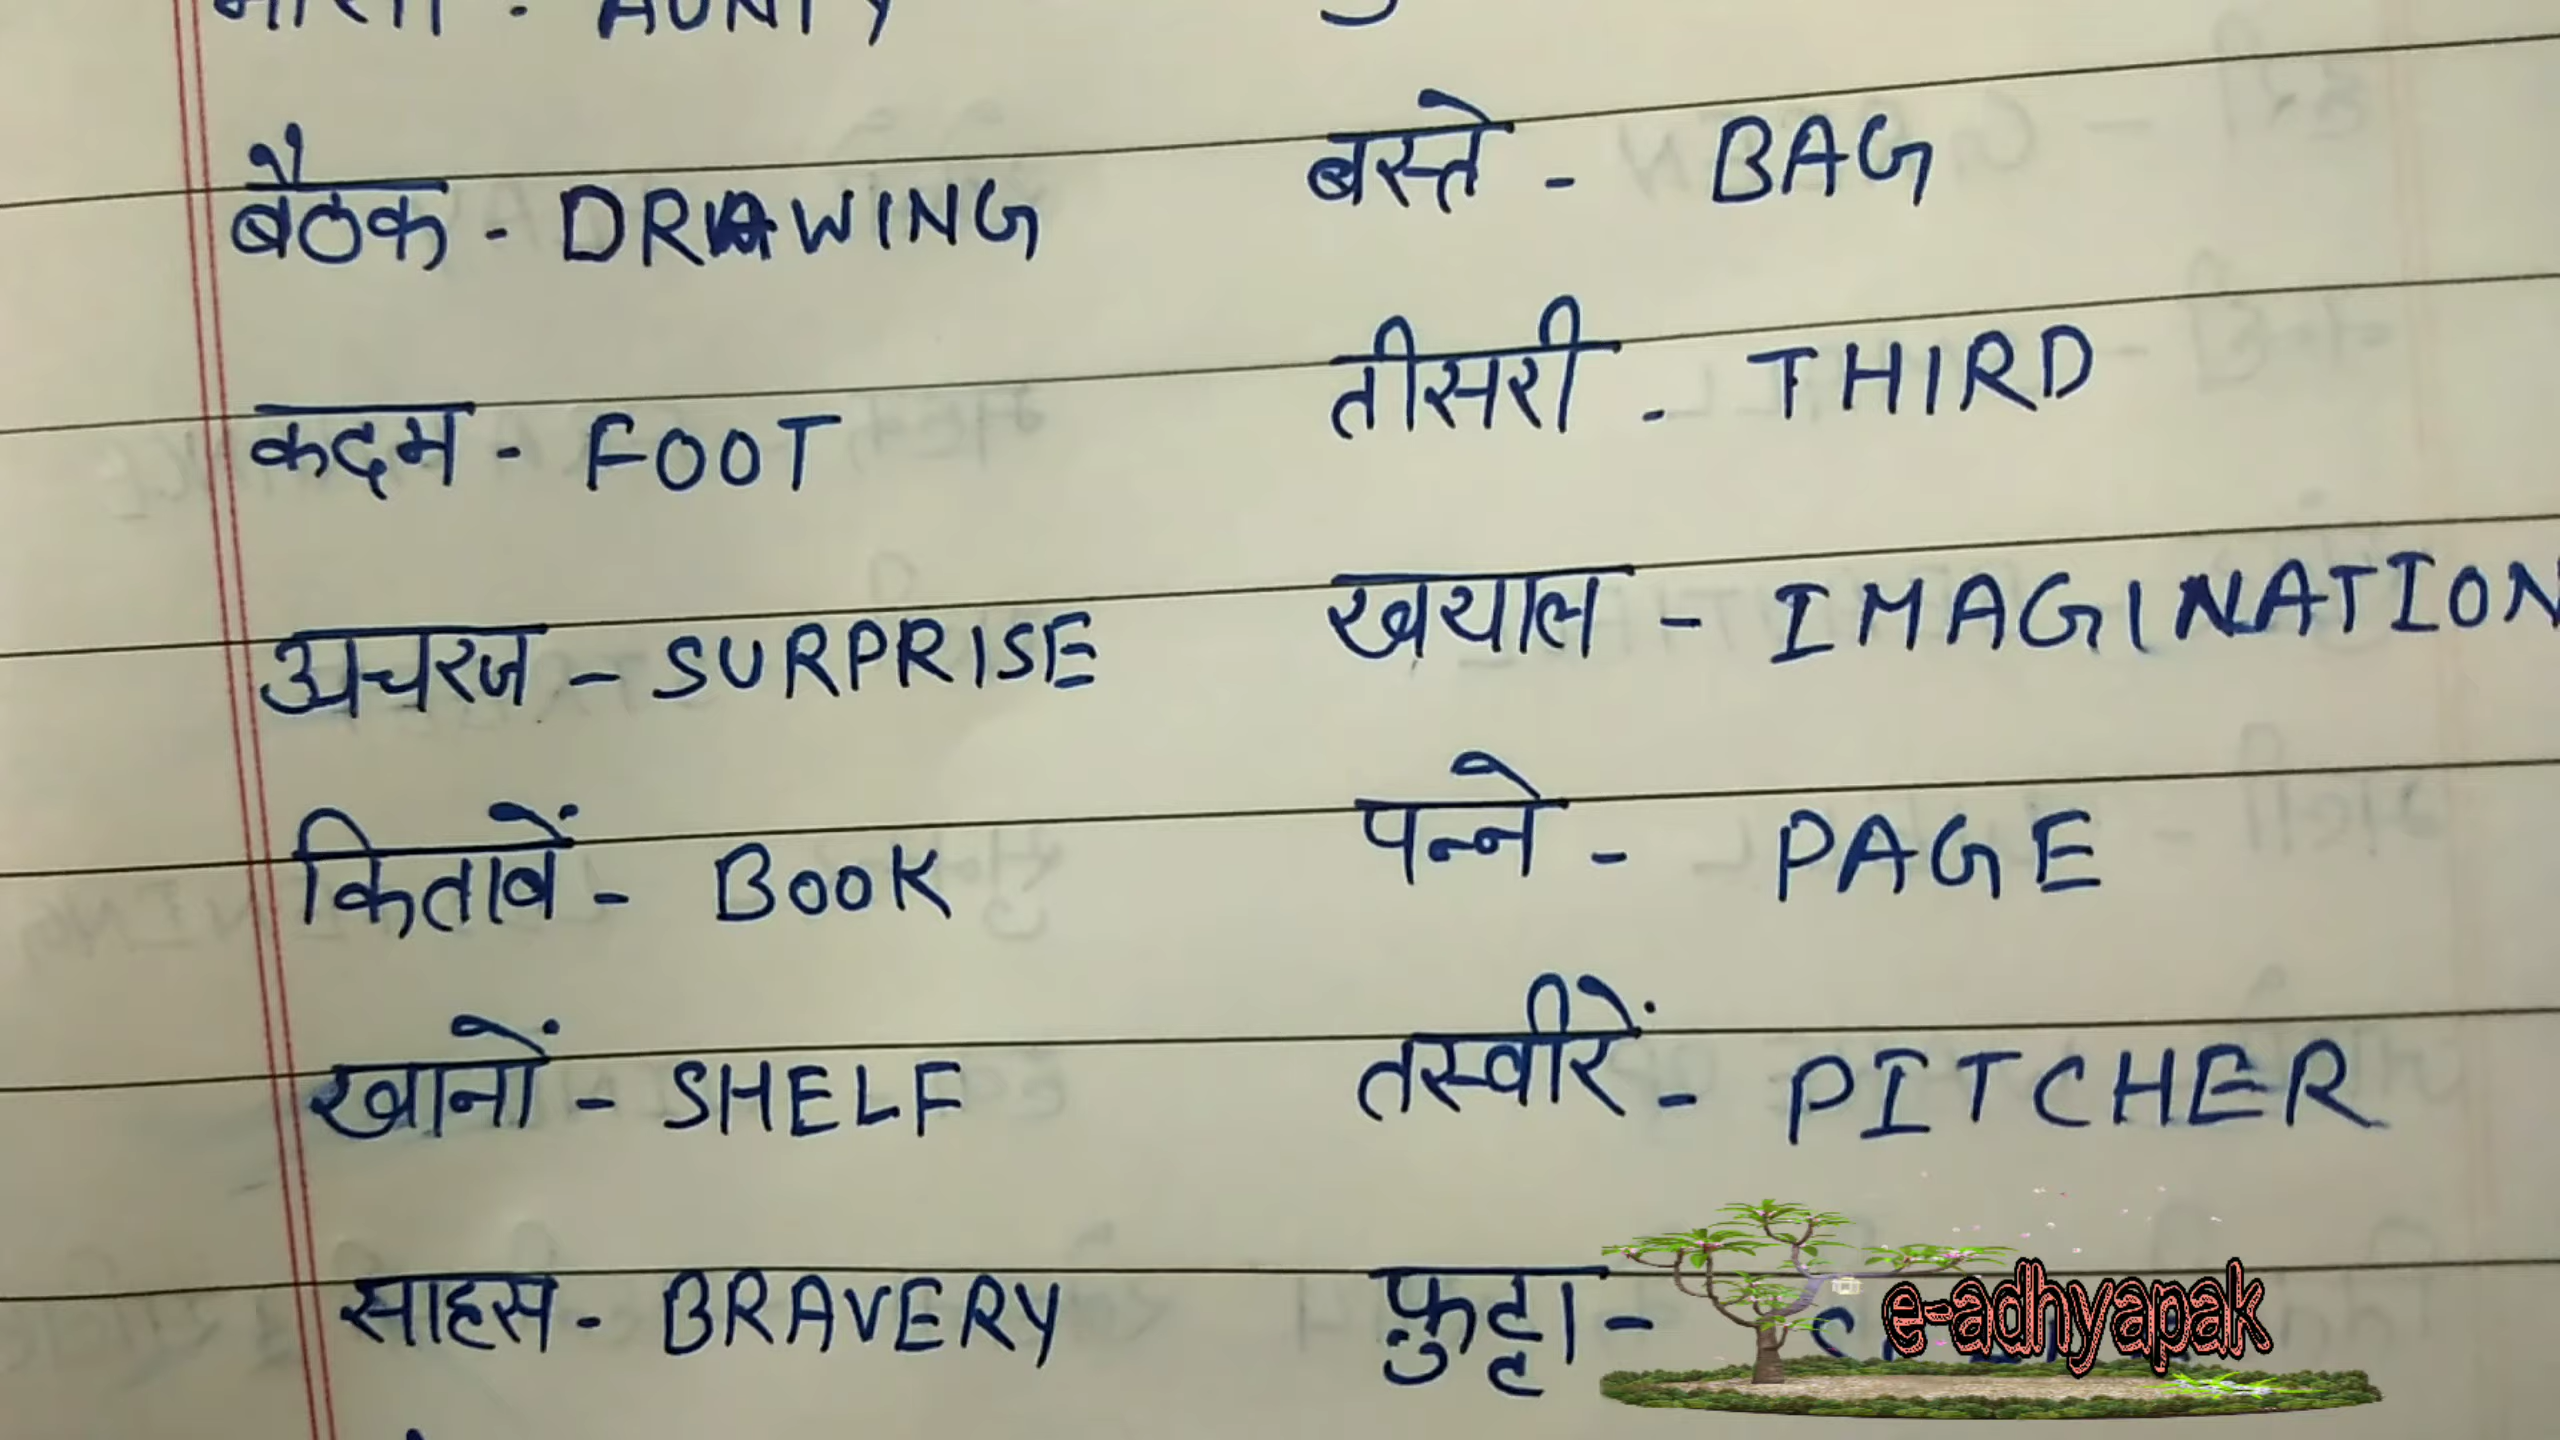 मौसी - AUNTY
बैठक - DRAWING
बस्ते - BAG
कदम - FOOT
तीसरी - THIRD
अचरज - SURPRISE
खयाल - IMAGINATION
किताबें - BOOK
पन्ने - PAGE
खानों - SHELF
तस्वीरें - PITCHER
साहस - BRAVERY
फ़ुट्टा -
e-adhyapak